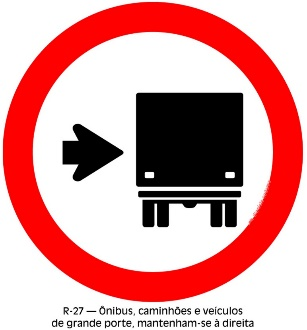 R-27 — Ônibus, caminhões e veículos
de grande porte, mantenham-se à direita